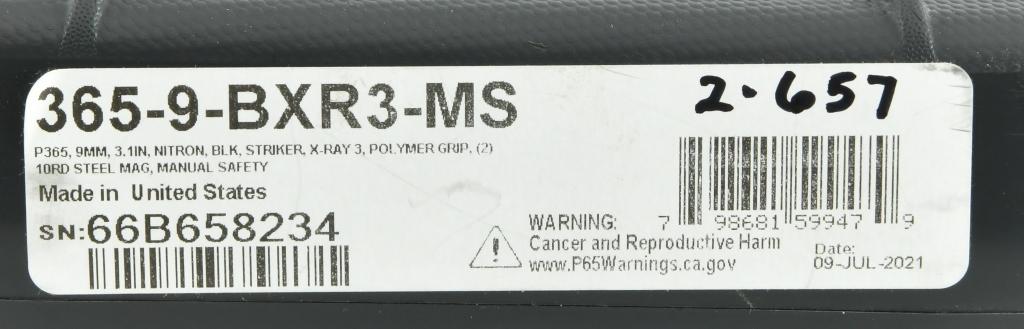 365-9-BXR3-MS
2-657
P365, 9MM, 3.1IN, NITRON, BLK, STRIKER, X-RAY 3, POLYMER GRIP, (2)
10RD STEEL MAG, MANUAL SAFETY
Made in United States
SN:66B658234
7 98681 59947 9
WARNING:
Cancer and Reproductive Harm
www.P65Warnings.ca.gov
Date:
09-JUL-2021